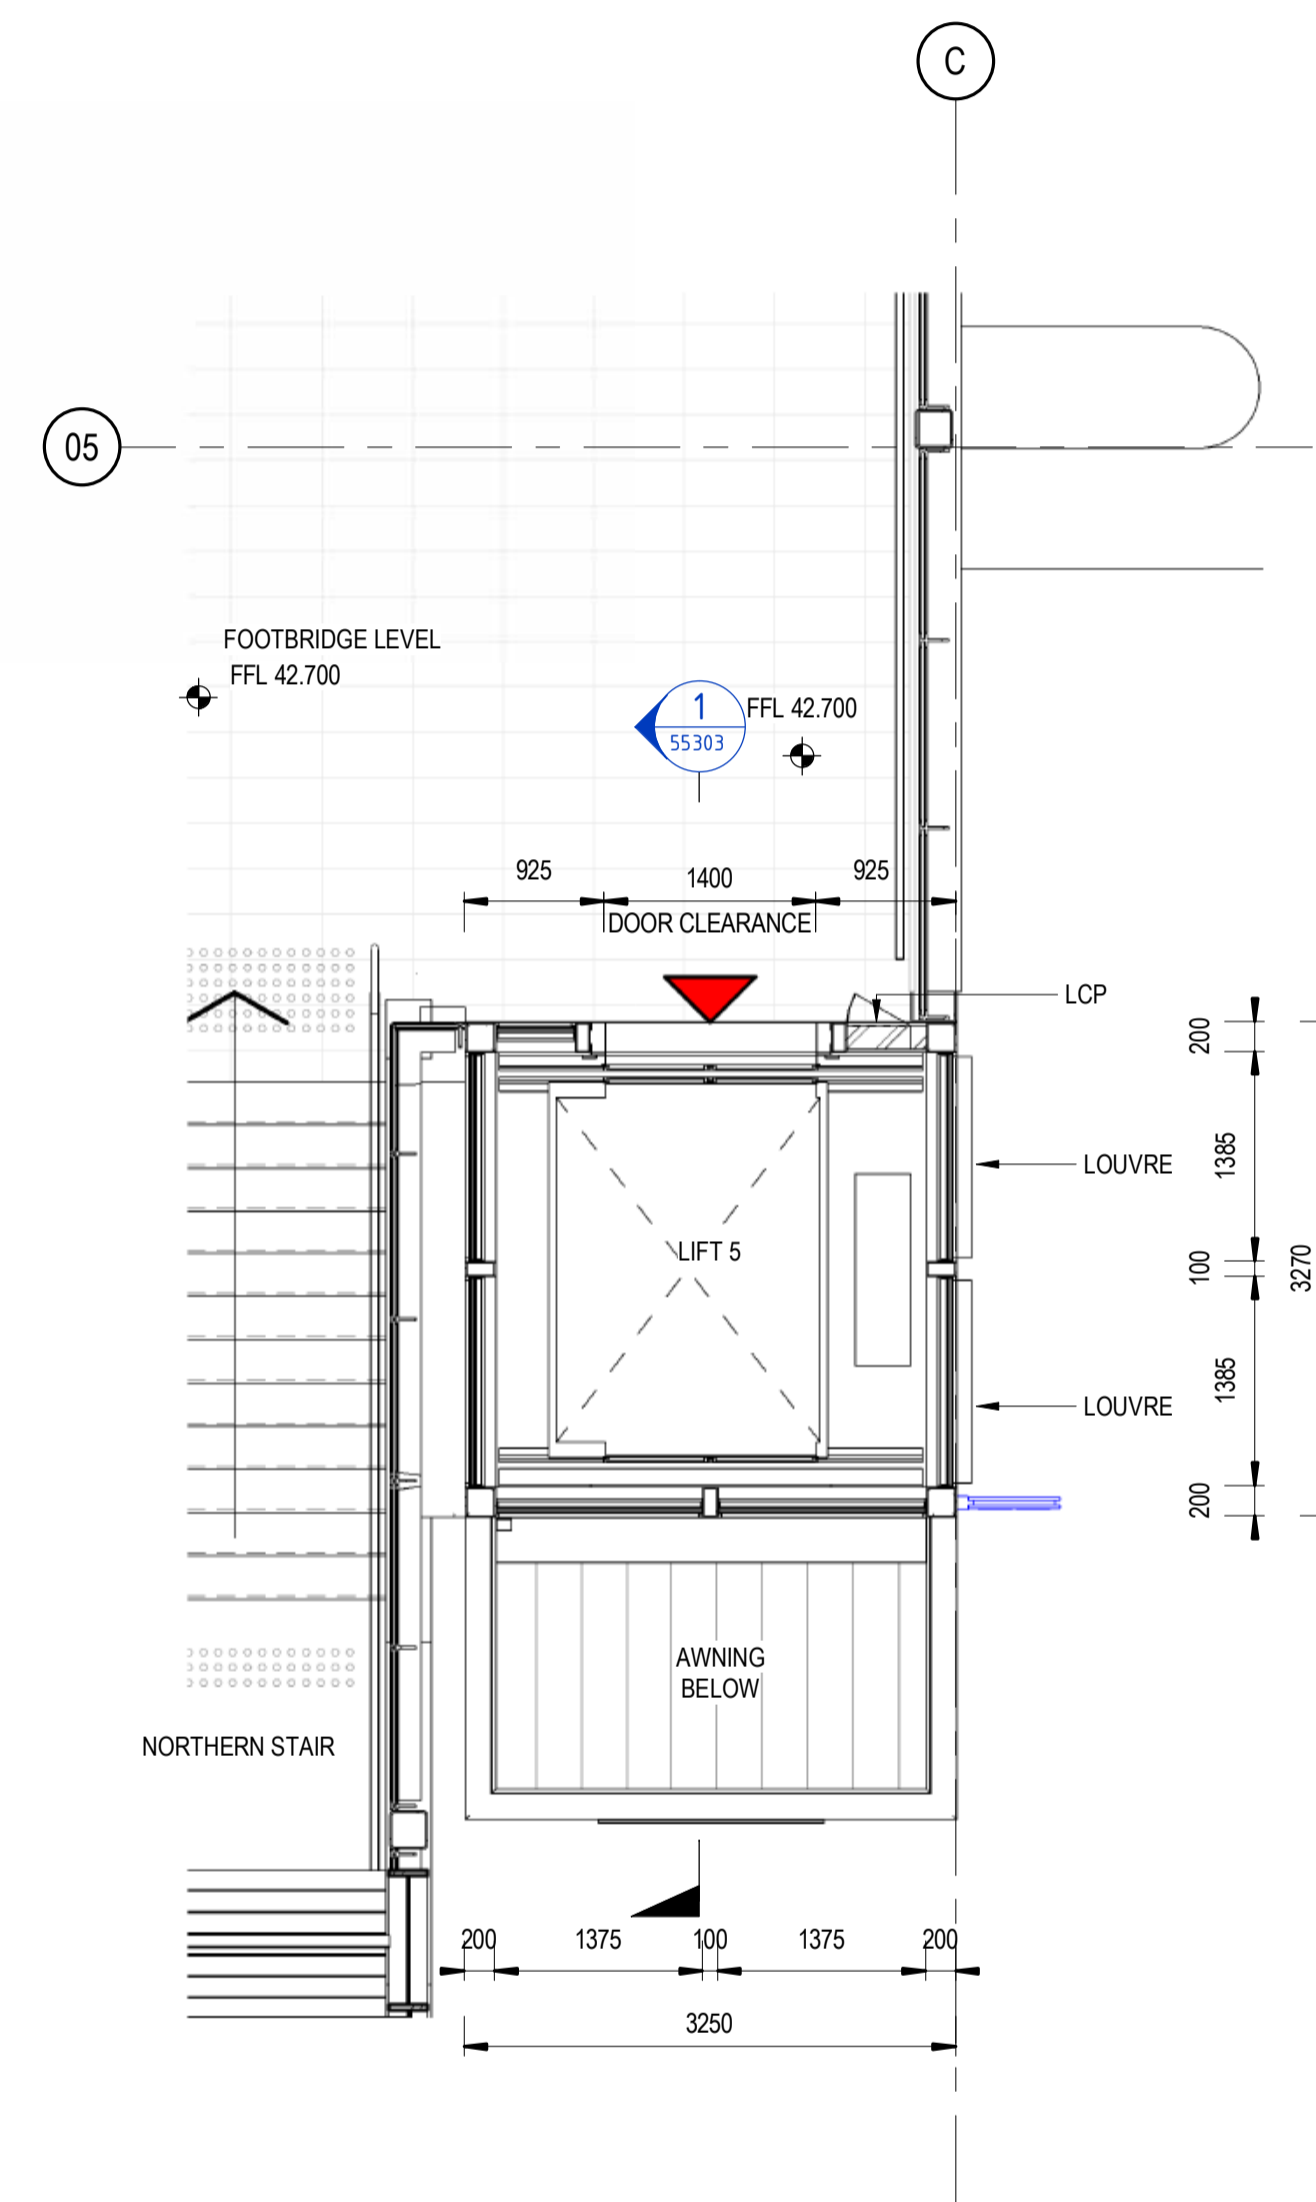 C
05
FOOTBRIDGE LEVEL
FFL 42.700
1
55303
FFL 42.700
925
1400
925
DOOR CLEARANCE
LCP
200
1385
LOUVRE
LIFT 5
100
3270
1385
LOUVRE
200
AWNING
BELOW
NORTHERN STAIR
200
1375
100
1375
200
3250